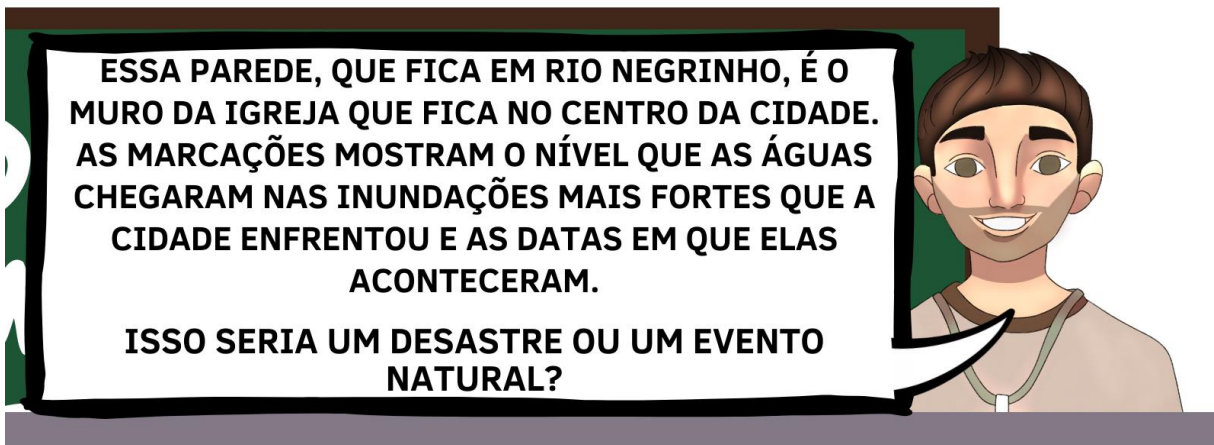 ESSA PAREDE, QUE FICA EM RIO NEGRINHO, É O
MURO DA IGREJA QUE FICA NO CENTRO DA CIDADE.
AS MARCAÇÕES MOSTRAM O NÍVEL QUE AS ÁGUAS
CHEGARAM NAS INUNDAÇÕES MAIS FORTES QUE A
CIDADE ENFRENTOU E AS DATAS EM QUE ELAS
ACONTECERAM.
ISSO SERIA UM DESASTRE OU UM EVENTO
NATURAL?